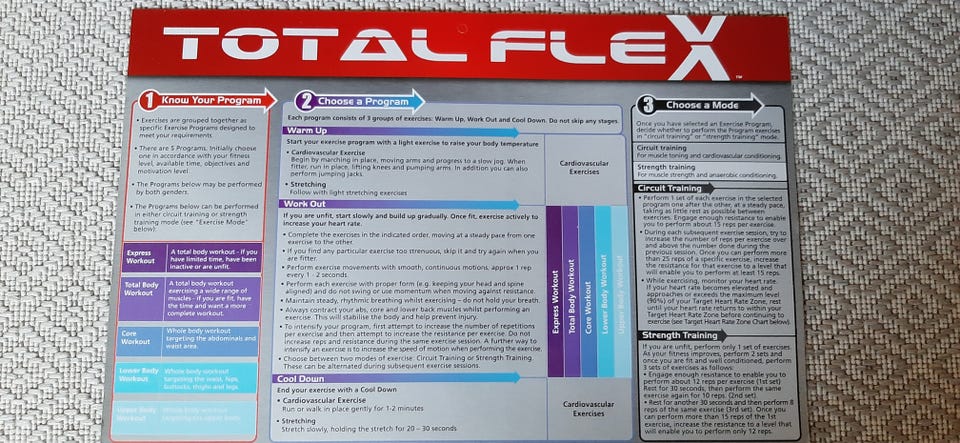 TOTAL FLEX
™
1 Know Your Program
• Exercises are grouped together as
specific Exercise Programs designed to
meet your requirements.
• There are 5 Programs. Initially choose
one in accordance with your fitness
level, available time, objectives and
motivation level
• The Programs below may be performed
by both genders.
• The Programs below can be performed
in either circuit training or strength
training mode (see "Exercise Mode"
below):
Express
Workout
A total body workout - if you
have limited time, have been
inactive or are unfit.
Total Body
Workout
A total body workout
exercising a wide range of
muscles - if you are fit, have
the time and want a more
complete workout.
Core
Workout
Whole body workout
targeting the abdominals and
waist area.
Lower Body
Workout
Whole body workout
targeting the waist, hips,
buttocks, thighs and legs.
Upper Body
Workout
Whole body workout
targeting the upper body.
2 Choose a Program
Each program consists of 3 groups of exercises: Warm Up, Work Out and Cool Down. Do not skip any stages.
Warm Up
Start your exercise program with a light exercise to raise your body temperature
• Cardiovascular Exercise
Begin by marching in place, moving arms and progress to a slow jog. When
fitter, run in place, lifting knees and pumping arms. In addition you can also
perform jumping jacks.
• Stretching
Follow with light stretching exercises
Cardiovascular
Exercises
Work Out
If you are unfit, start slowly and build up gradually. Once fit, exercise actively to
increase your heart rate.
• Complete the exercises in the indicated order, moving at a steady pace from one
exercise to the other.
• If you find any particular exercise too strenuous, skip it and try again when you
are fitter.
• Perform exercise movements with smooth, continuous motions, approx 1 rep
every 1 - 2 seconds.
• Perform each exercise with proper form (e.g. keeping your head and spine
aligned) and do not swing or use momentum when moving against resistance.
• Maintain steady, rhythmic breathing whilst exercising – do not hold your breath.
• Always contract your abs, core and lower back muscles whilst performing an
exercise. This will stabilise the body and help prevent injury.
• To intensify your program, first attempt to increase the number of repetitions
per exercise and then attempt to increase the resistance per exercise. Do not
increase reps and resistance during the same exercise session. A further way to
intensify an exercise is to increase the speed of motion when performing the exercise.
• Choose between two modes of exercise: Circuit Training or Strength Training.
These can be alternated during subsequent exercise sessions.
Express Workout
Total Body Workout
Core Workout
Lower Body Workout
Upper Body Workout
Cool Down
End your exercise with a Cool Down
• Cardiovascular Exercise
Run or walk in place gently for 1-2 minutes
• Stretching
Stretch slowly, holding the stretch for 20 – 30 seconds
Cardiovascular
Exercises
3 Choose a Mode
Once you have selected an Exercise Program,
decide whether to perform the Program exercises
in "circuit training" or "strength training" mode.
Circuit training
For muscle toning and cardiovascular conditioning.
Strength training
For muscle strength and anaerobic conditioning.
Circuit Training
• Perform 1 set of each exercise in the selected
program one after the other, at a steady pace,
taking as little rest as possible between
exercises. Engage enough resistance to enable
you to perform about 15 reps per exercise.
• During each subsequent exercise session, try to
increase the number of reps per exercise over
and above the number done during the
previous session. Once you can perform more
than 25 reps of a specific exercise, increase
the resistance for that exercise to a level that
will enable you to perform at least 15 reps.
• While exercising, monitor your heart rate.
If your heart rate becomes elevated and
approaches or exceeds the maximum level
(90%) of your Target Heart Rate Zone, rest
until your heart rate returns to within your
Target Heart Rate Zone before continuing to
exercise (see Target Heart Rate Zone Chart below).
Strength Training
If you are unfit, perform only 1 set of exercises.
As your fitness improves, perform 2 sets and
once you are fit and well conditioned, perform
3 sets of exercises as follows:
• Engage enough resistance to enable you to
perform about 12 reps per exercise (1st set)
Rest for 30 seconds, then perform the same
exercise again for 10 reps. (2nd set)
• Rest for another 30 seconds and then perform 8
reps of the same exercise (3rd set). Once you can
perform more than 15 reps of the 1st
exercise, increase the resistance to a level that
will enable you to perform only 12 reps.